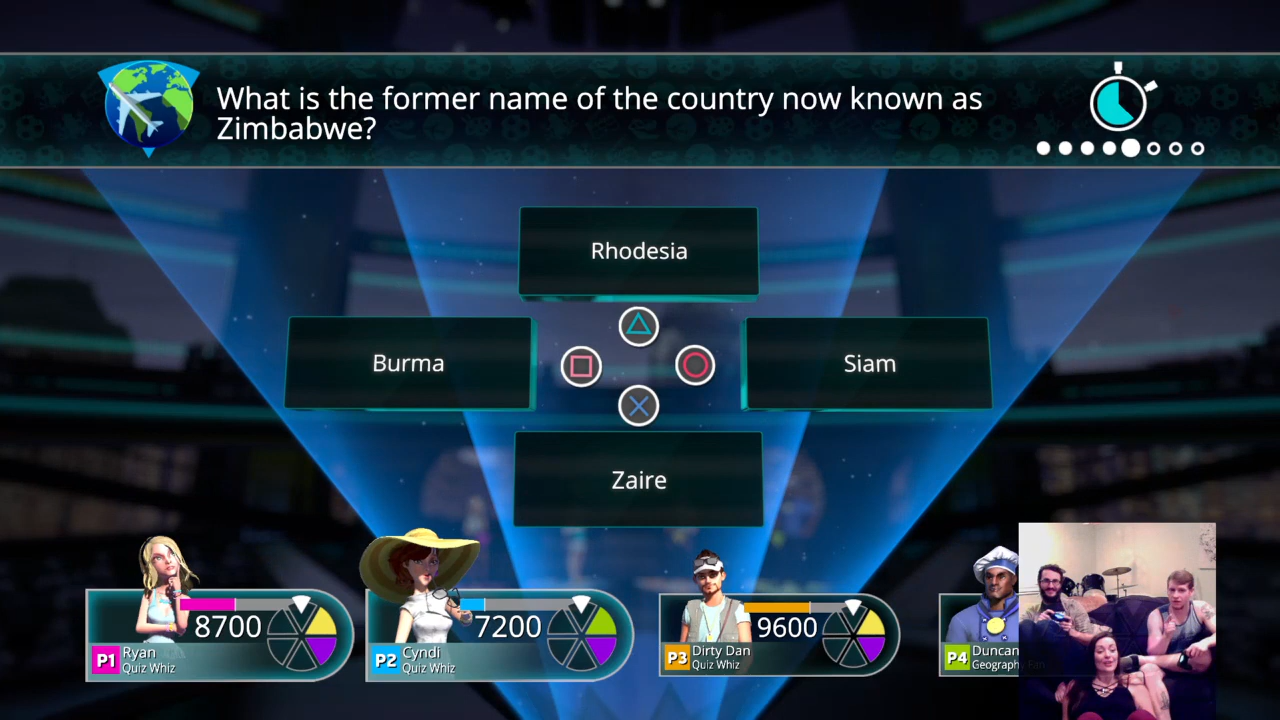 What is the former name of the country now known as
Zimbabwe?
Rhodesia
Burma
Siam
Zaire
8700
P1 Ryan
Quiz Whiz
7200
P2 Cyndi
Quiz Whiz
9600
P3 Dirty Dan
Quiz Whiz
P4 Duncan
Geography